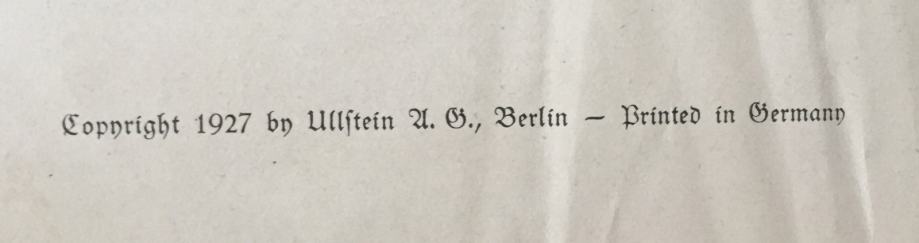 Copyright 1927 by Ullſtein A. G., Berlin — Printed in Germany